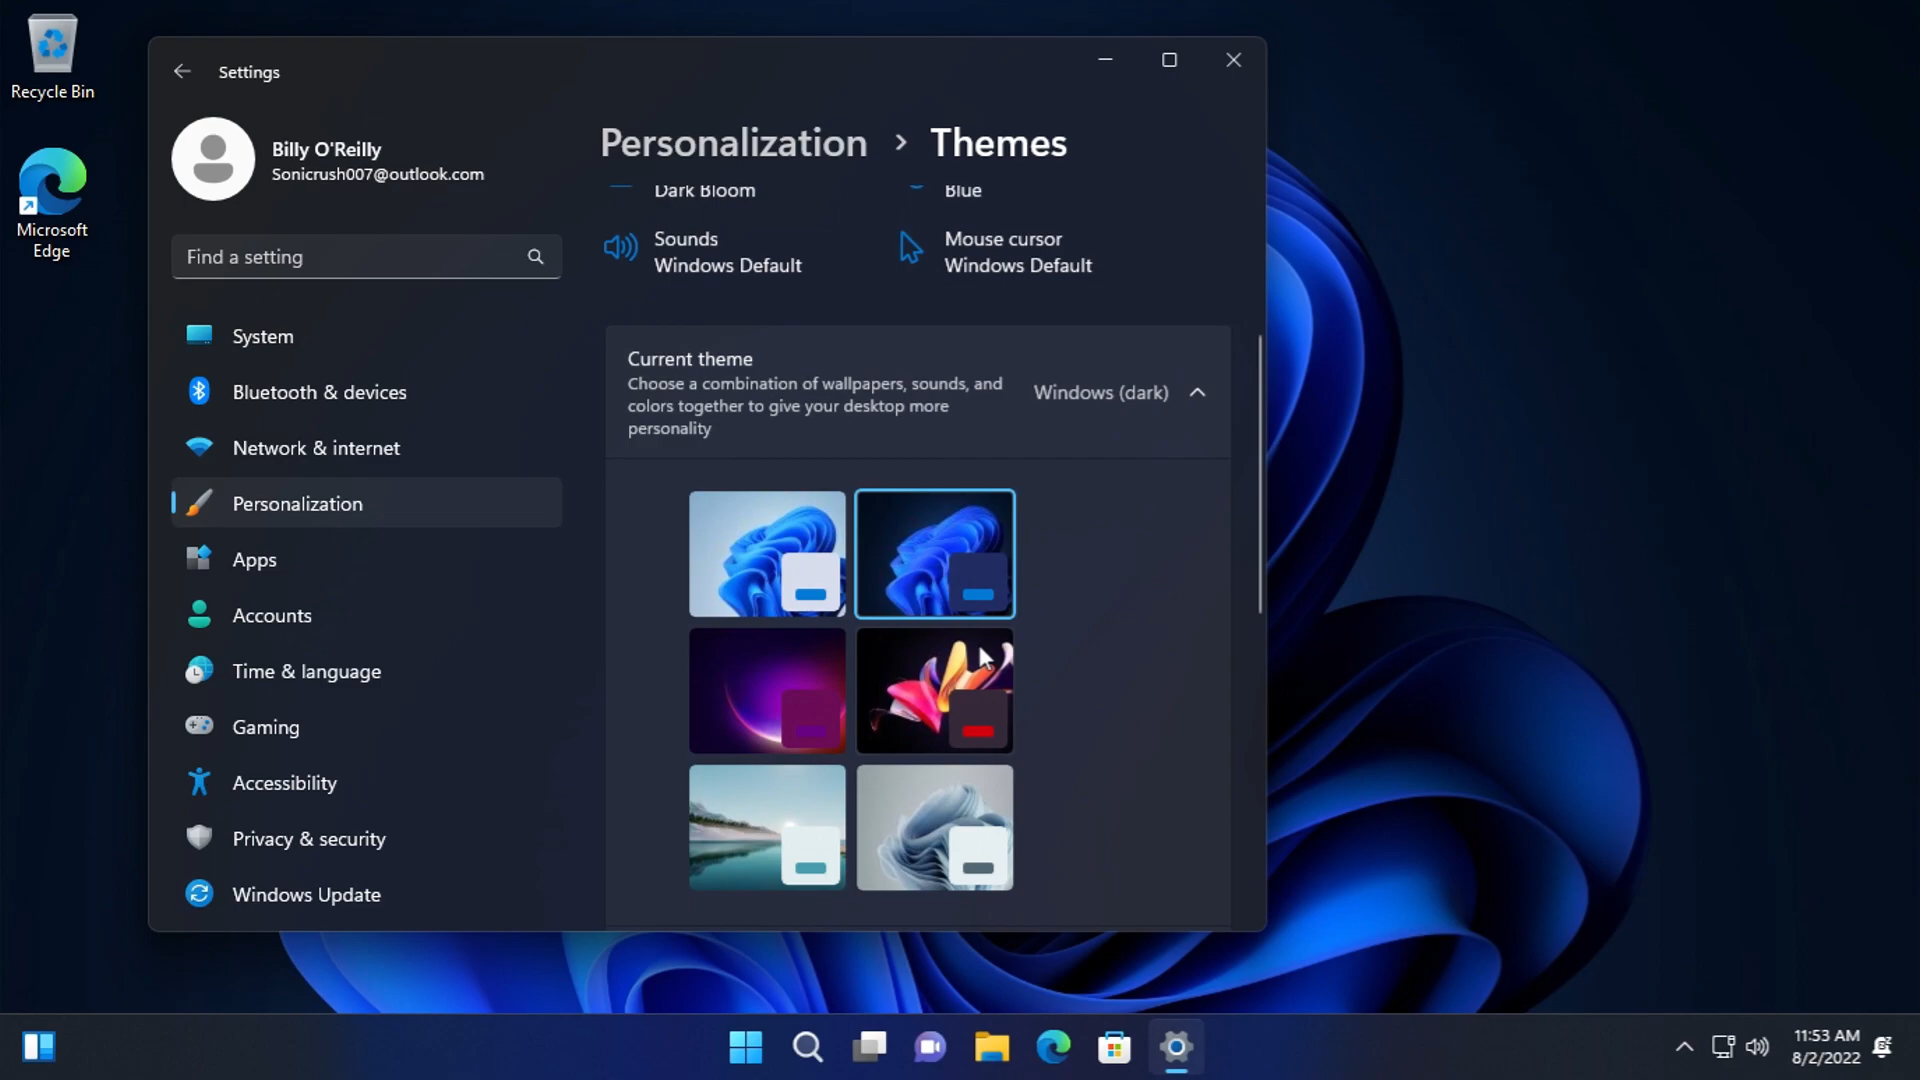 Recycle Bin
Microsoft
Edge
Settings
Billy O'Reilly
Sonicrush007@outlook.com
Find a setting
System
Bluetooth & devices
Network & internet
Personalization
Apps
Accounts
Time & language
Gaming
Accessibility
Privacy & security
Windows Update
Personalization > Themes
Dark Bloom
Blue
Sounds
Windows Default
Mouse cursor
Windows Default
Current theme
Choose a combination of wallpapers, sounds, and
colors together to give your desktop more
personality
Windows (dark)
11:53 AM
8/2/2022